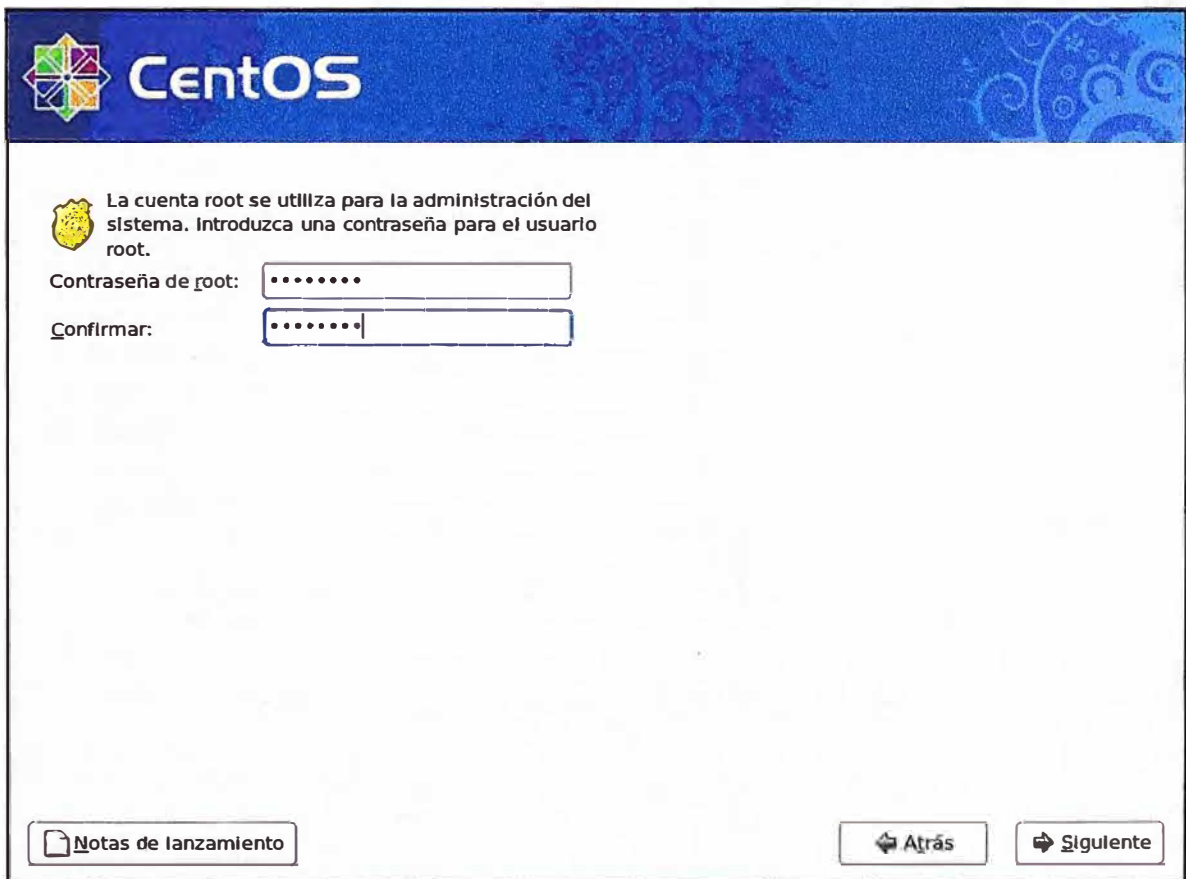 CentOS
La cuenta root se utiliza para la administración del
sistema. Introduzca una contraseña para el usuario
root.
Contraseña de root: ••••••••
Confirmar: ••••••••
Notas de lanzamiento
Atrás
Siguiente